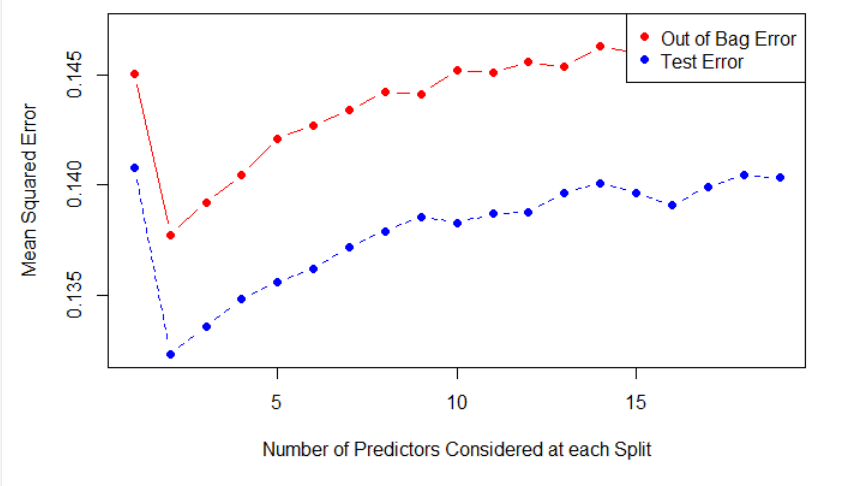 Out of Bag Error
Test Error
Mean Squared Error
0.145
0.140
0.135
5
10
15
Number of Predictors Considered at each Split